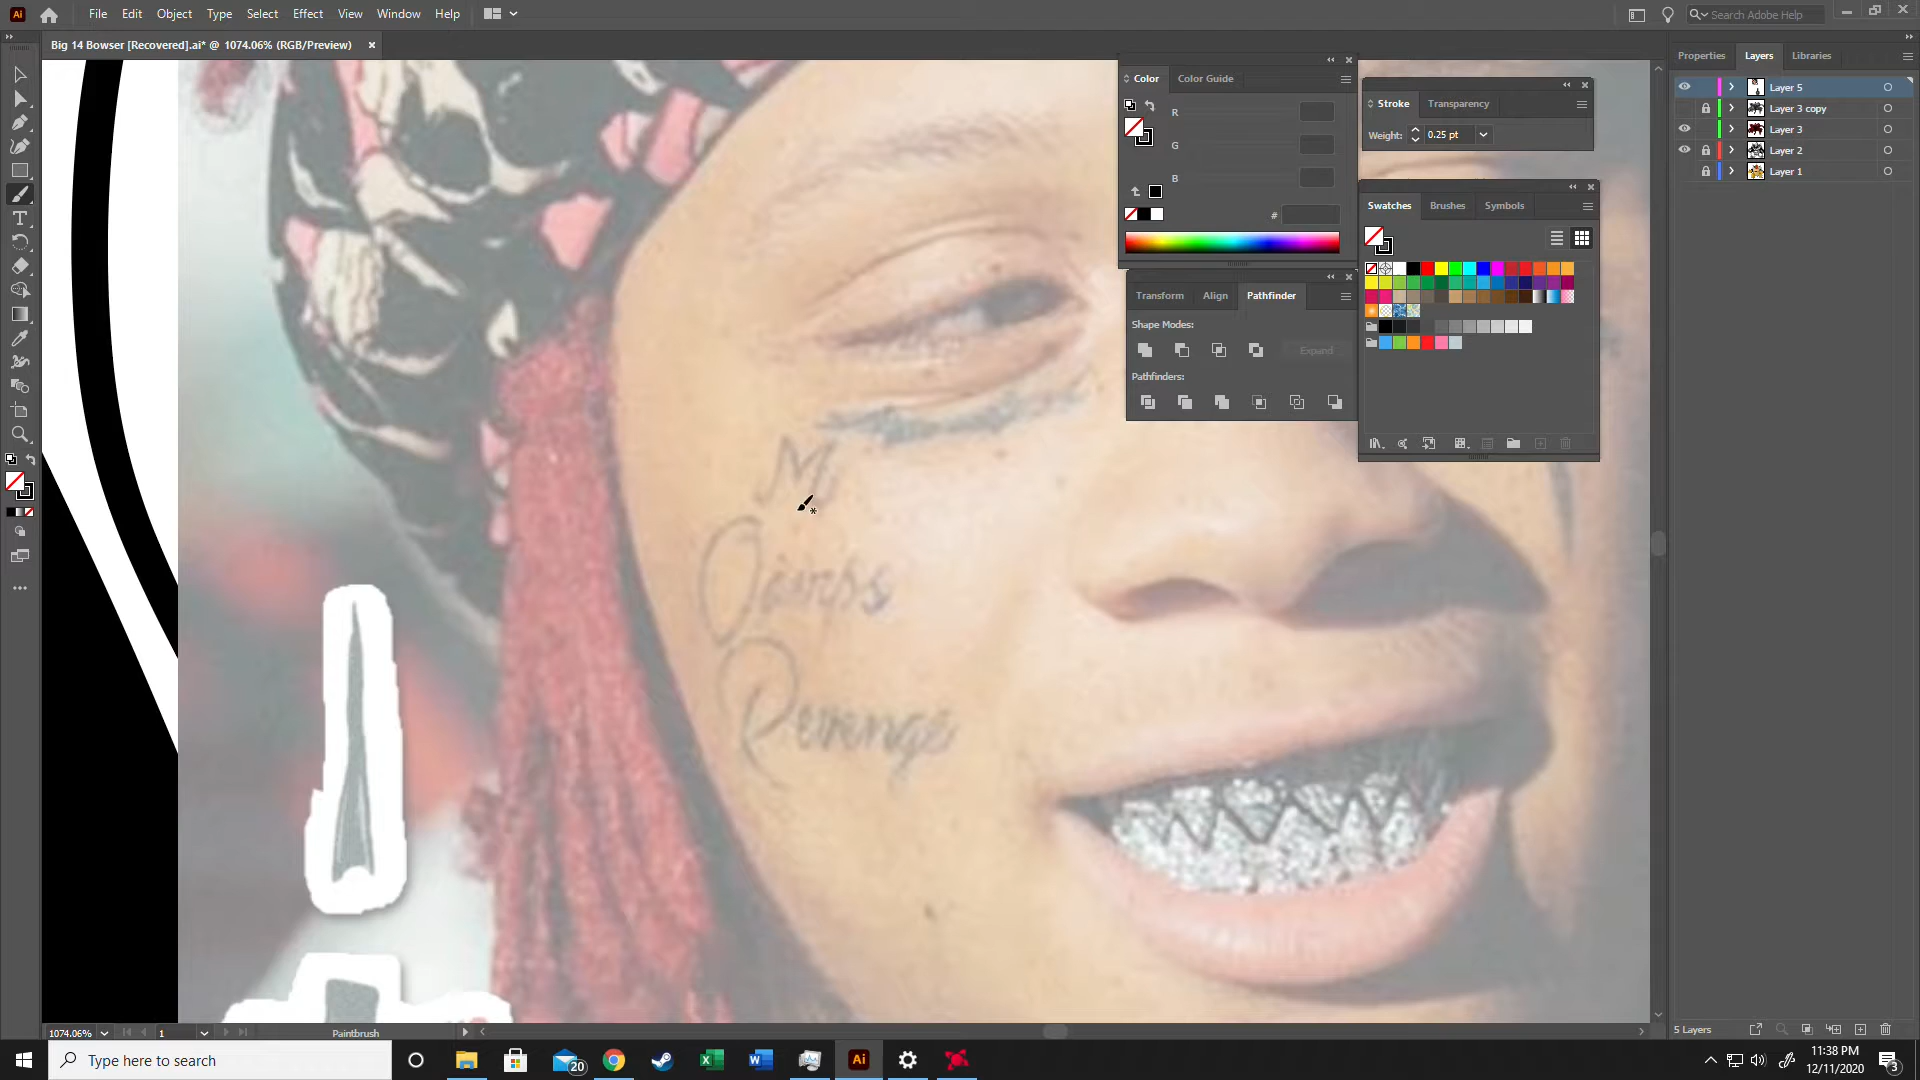 File Edit Object Type Select Effect View Window Help
Search Adobe Help
Big 14 Bowser [Recovered].ai* @ 1074.06% (RGB/Preview)
Color Color Guide
R
G
B
#
Stroke Transparency
Weight: 0.25 pt
Swatches Brushes Symbols
Transform Align Pathfinder
Shape Modes:
Expand
Pathfinders:
Properties Layers Libraries
Layer 5
Layer 3 copy
Layer 3
Layer 2
Layer 1
M
Revenge
1074.06% 1 Paintbrush
5 Layers
Type here to search
20
11:38 PM
12/11/2020
3